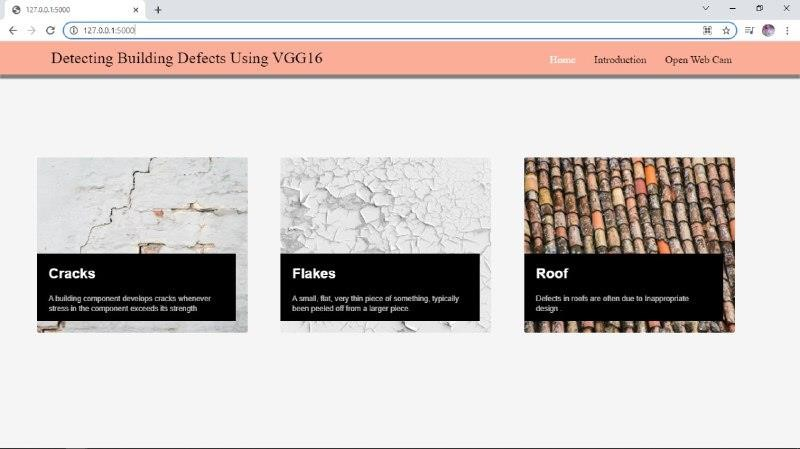 127.0.0.1:5000
127.0.0.1:5000
Detecting Building Defects Using VGG16
Home Introduction Open Web Cam
Cracks
A building component develops cracks whenever
stress in the component exceeds its strength
Flakes
A small, flat, very thin piece of something, typically
been peeled off from a larger piece.
Roof
Defects in roofs are often due to Inappropriate
design .